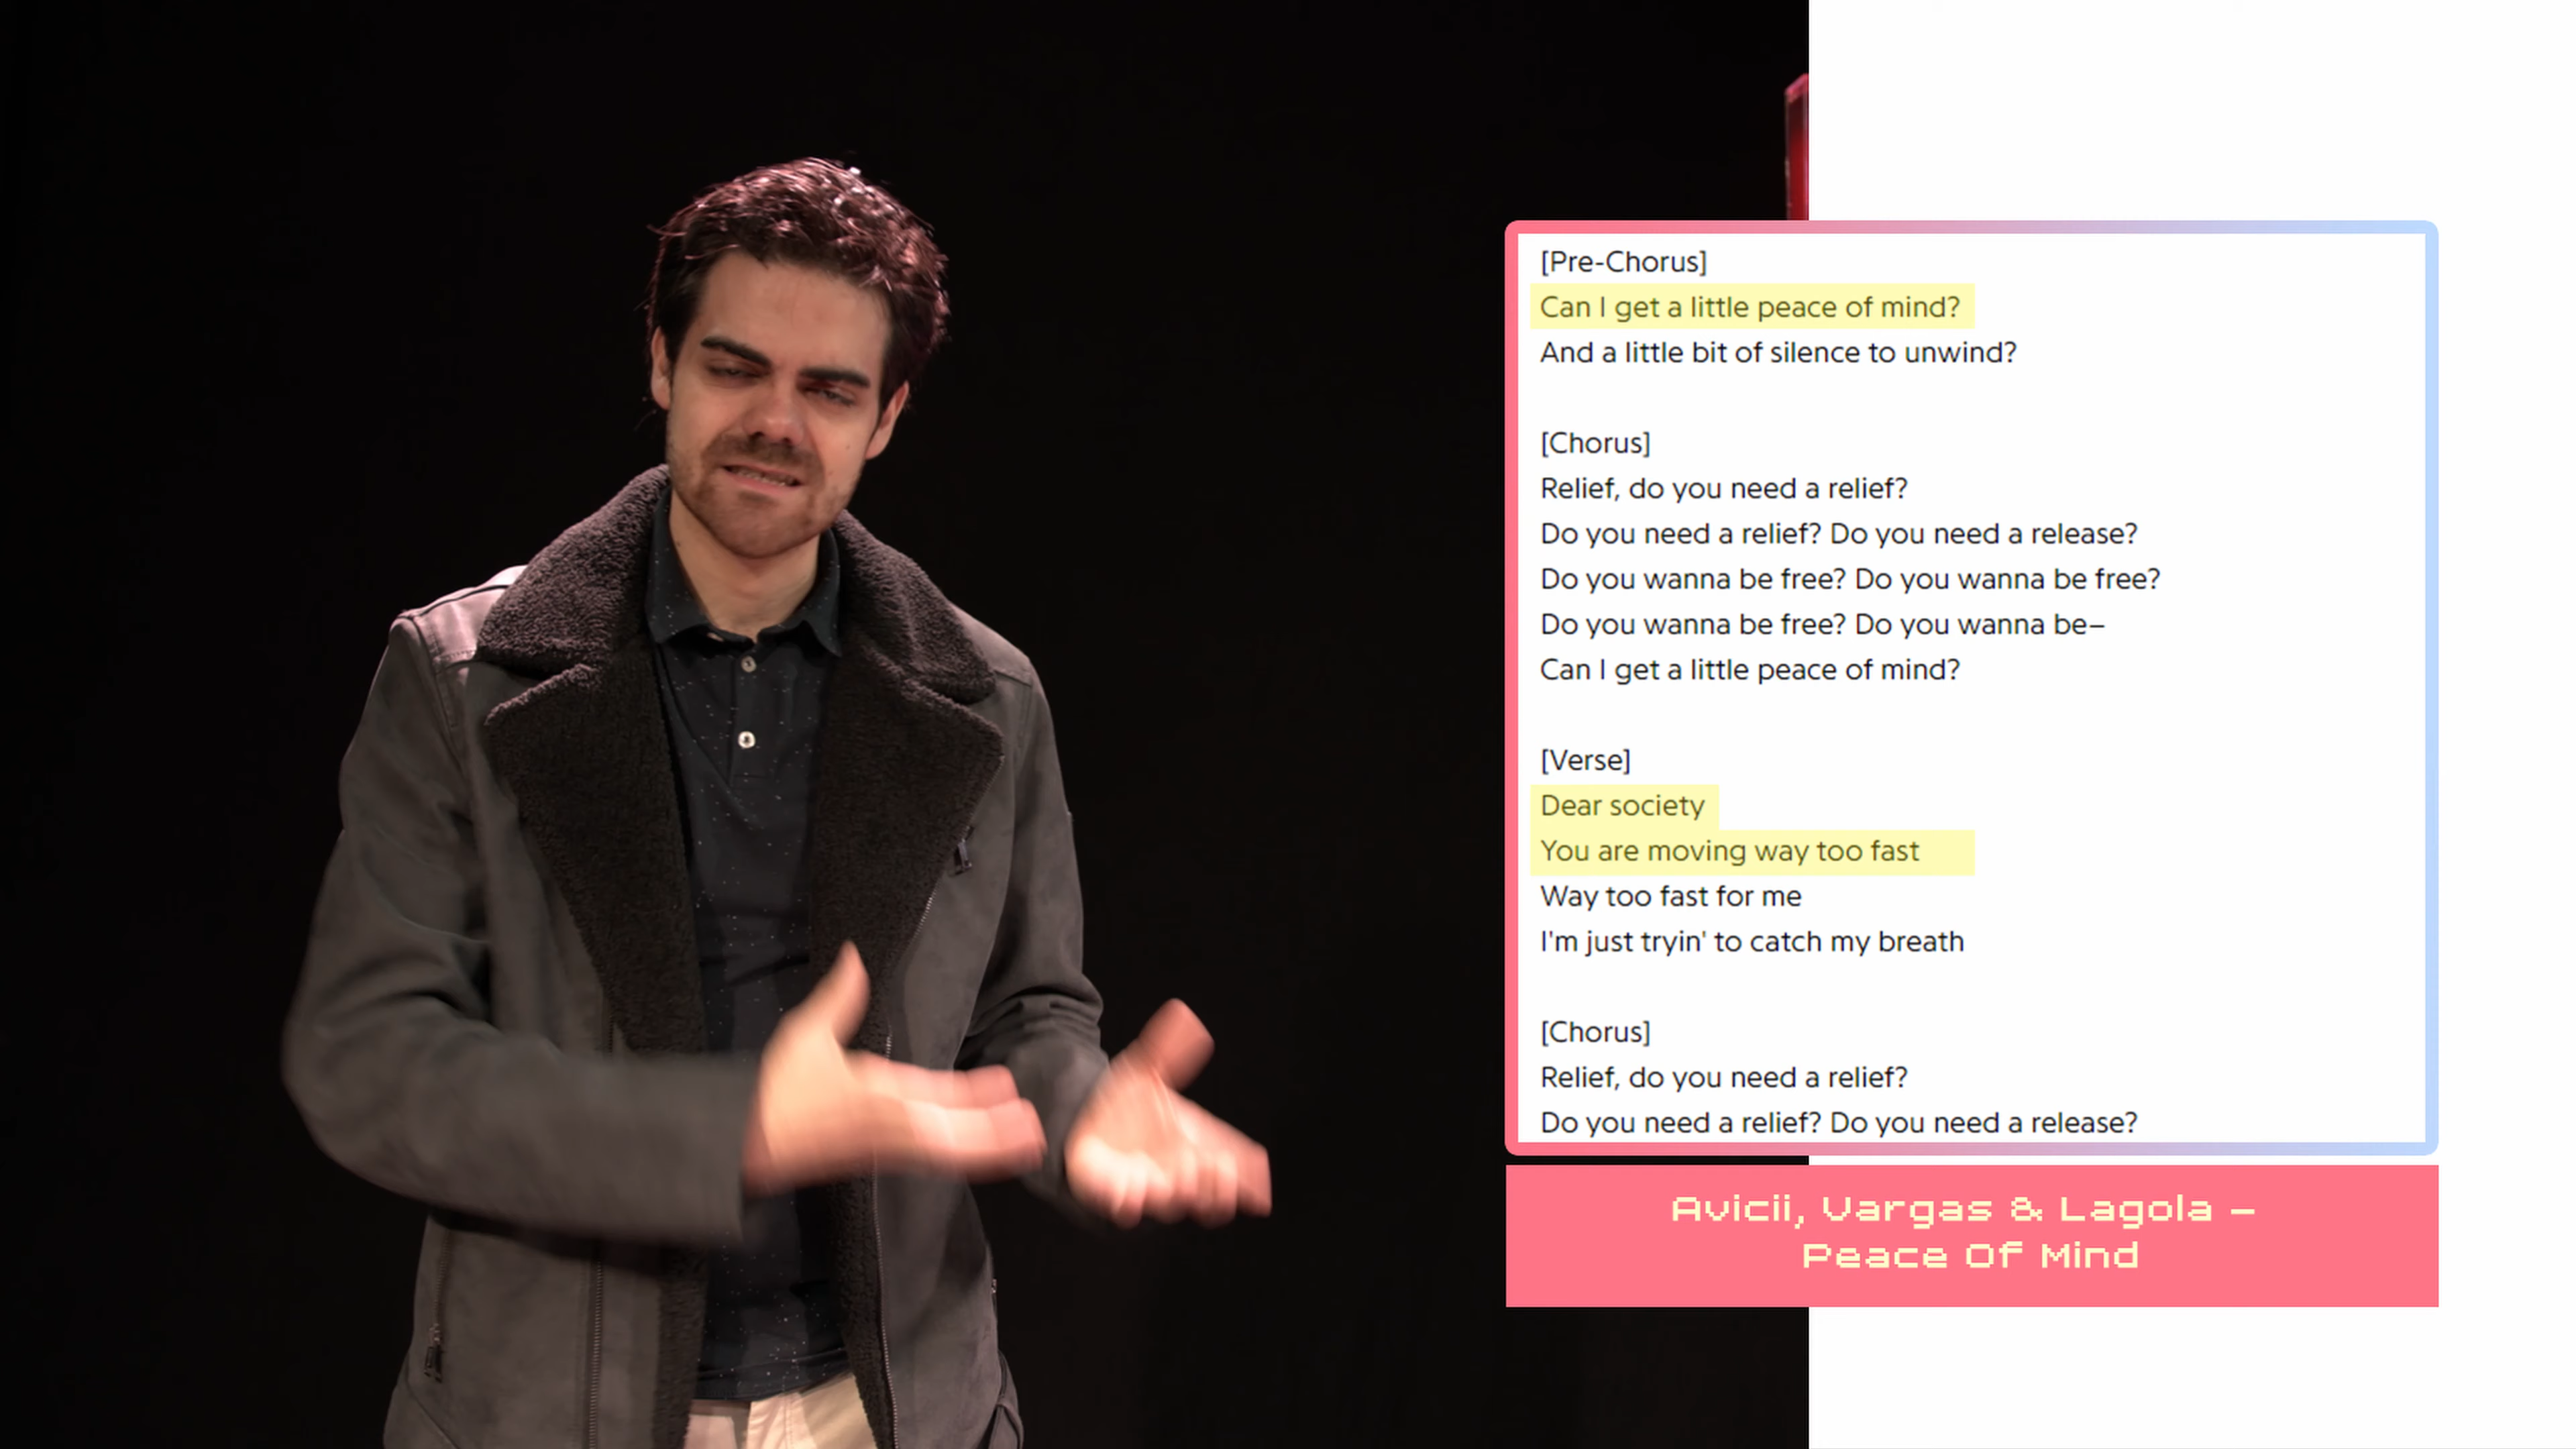 [Pre-Chorus]
Can I get a little peace of mind?
And a little bit of silence to unwind?
[Chorus]
Relief, do you need a relief?
Do you need a relief? Do you need a release?
Do you wanna be free? Do you wanna be free?
Do you wanna be free? Do you wanna be–
Can I get a little peace of mind?
[Verse]
Dear society
You are moving way too fast
Way too fast for me
I'm just tryin' to catch my breath
[Chorus]
Relief, do you need a relief?
Do you need a relief? Do you need a release?
Avicii, Vargas & Lagola –
Peace Of Mind